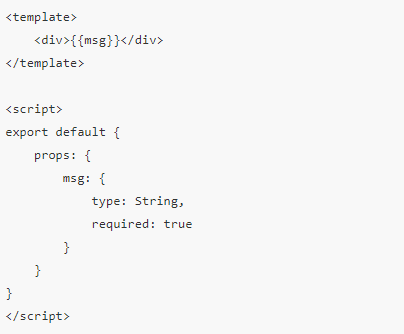 <template>
    <div>{{msg}}</div>
</template>

<script>
export default {
    props: {
        msg: {
            type: String,
            required: true
        }
    }
}
</script>